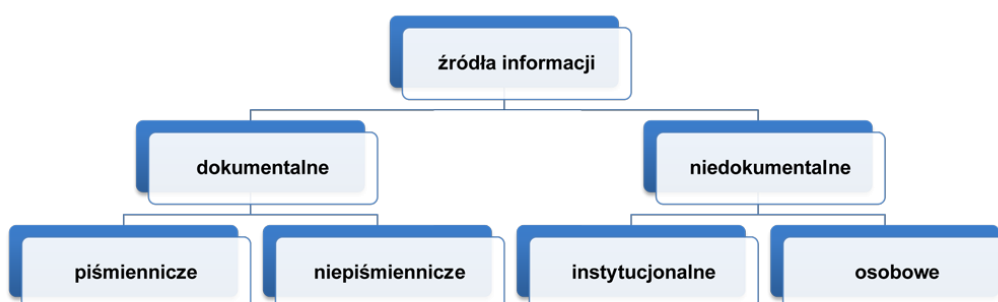 źródła informacji
dokumentalne
niedokumentalne
piśmiennicze
niepiśmiennicze
instytucjonalne
osobowe